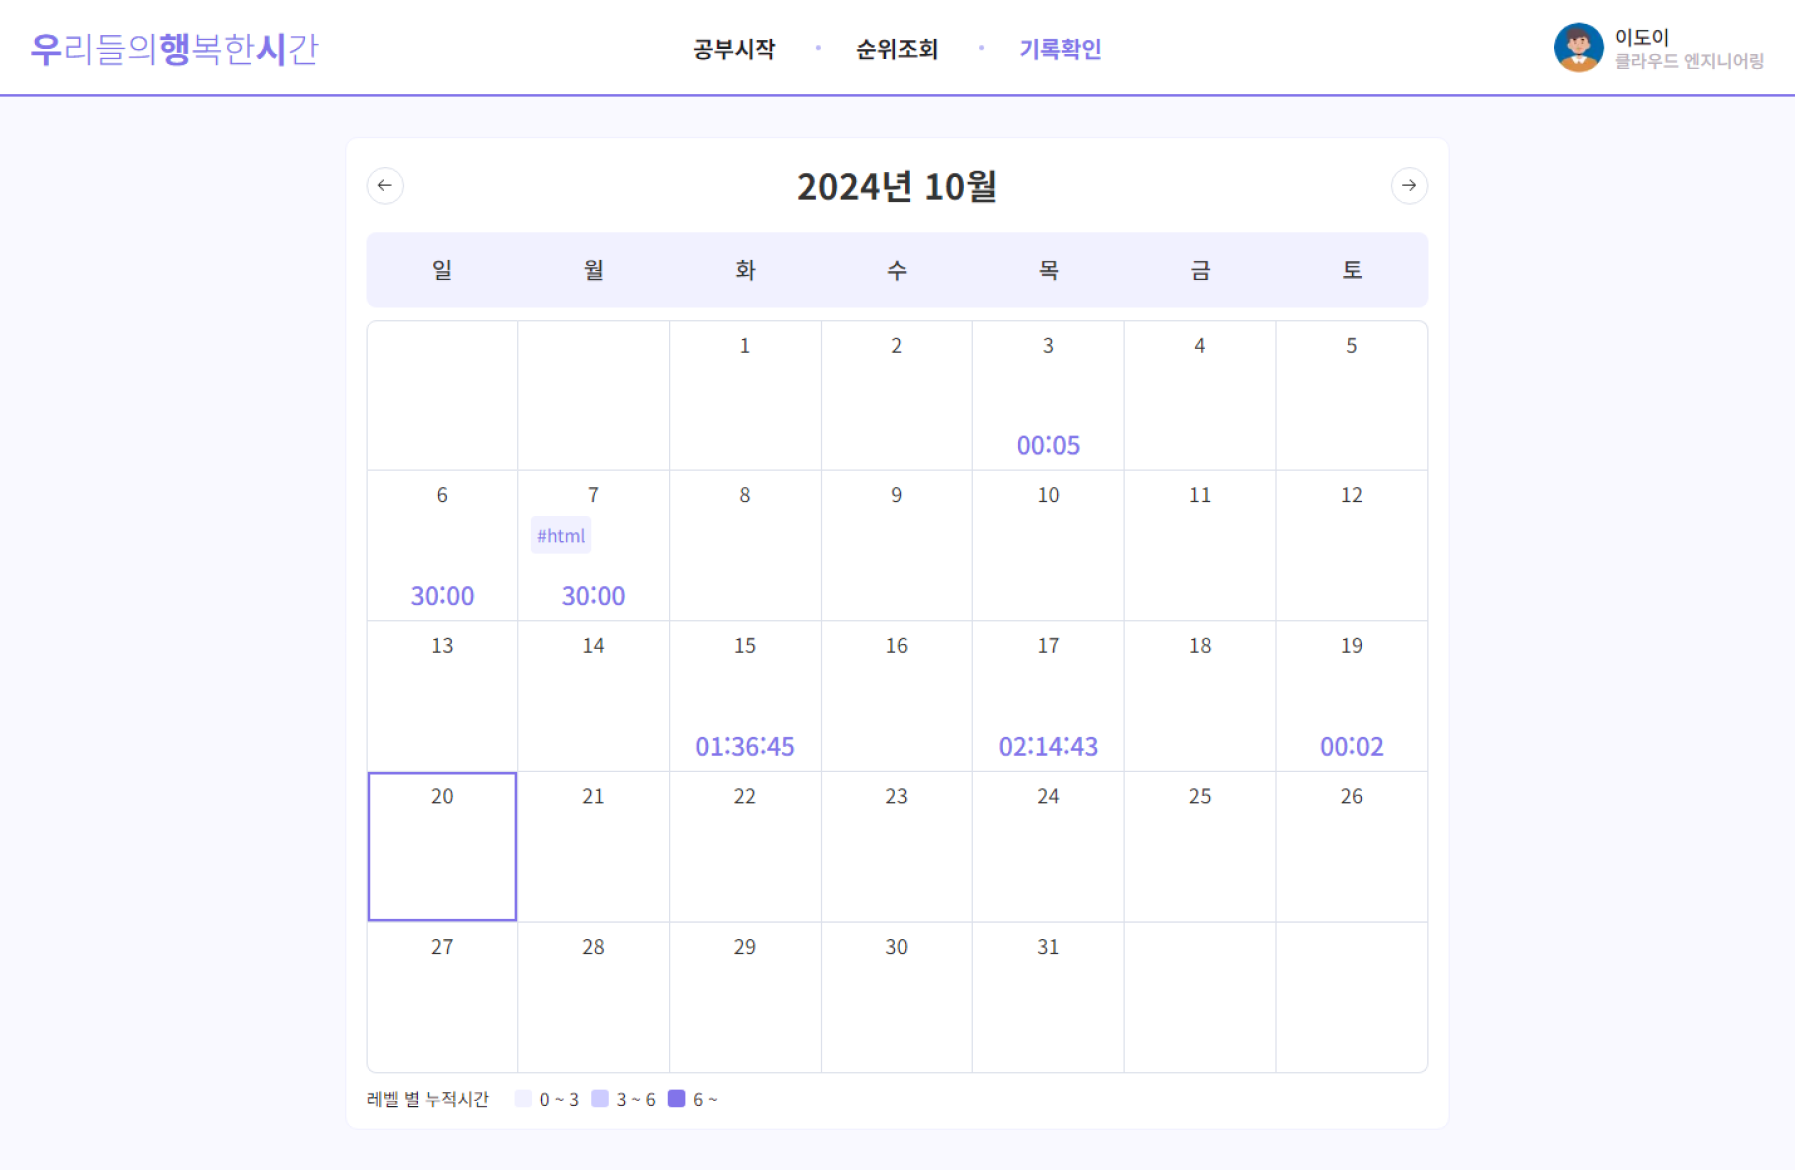 우리들의행복한시간
공부시작 • 순위조회 • 기록확인
이도이
클라우드 엔지니어링
← 2024년 10월 →
일 월 화 수 목 금 토
1 2 3 4 5
00:05
6 7 8 9 10 11 12
#html
30:00 30:00
13 14 15 16 17 18 19
01:36:45 02:14:43 00:02
20 21 22 23 24 25 26
27 28 29 30 31
레벨 별 누적시간 0 ~ 3 3 ~ 6 6 ~